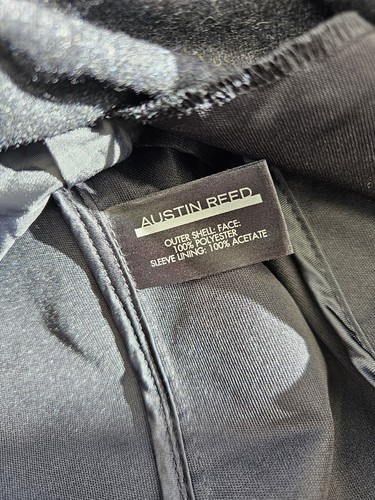 AUSTIN REED
OUTER SHELL: FACE:
100% POLYESTER
SLEEVE LINING: 100% ACETATE